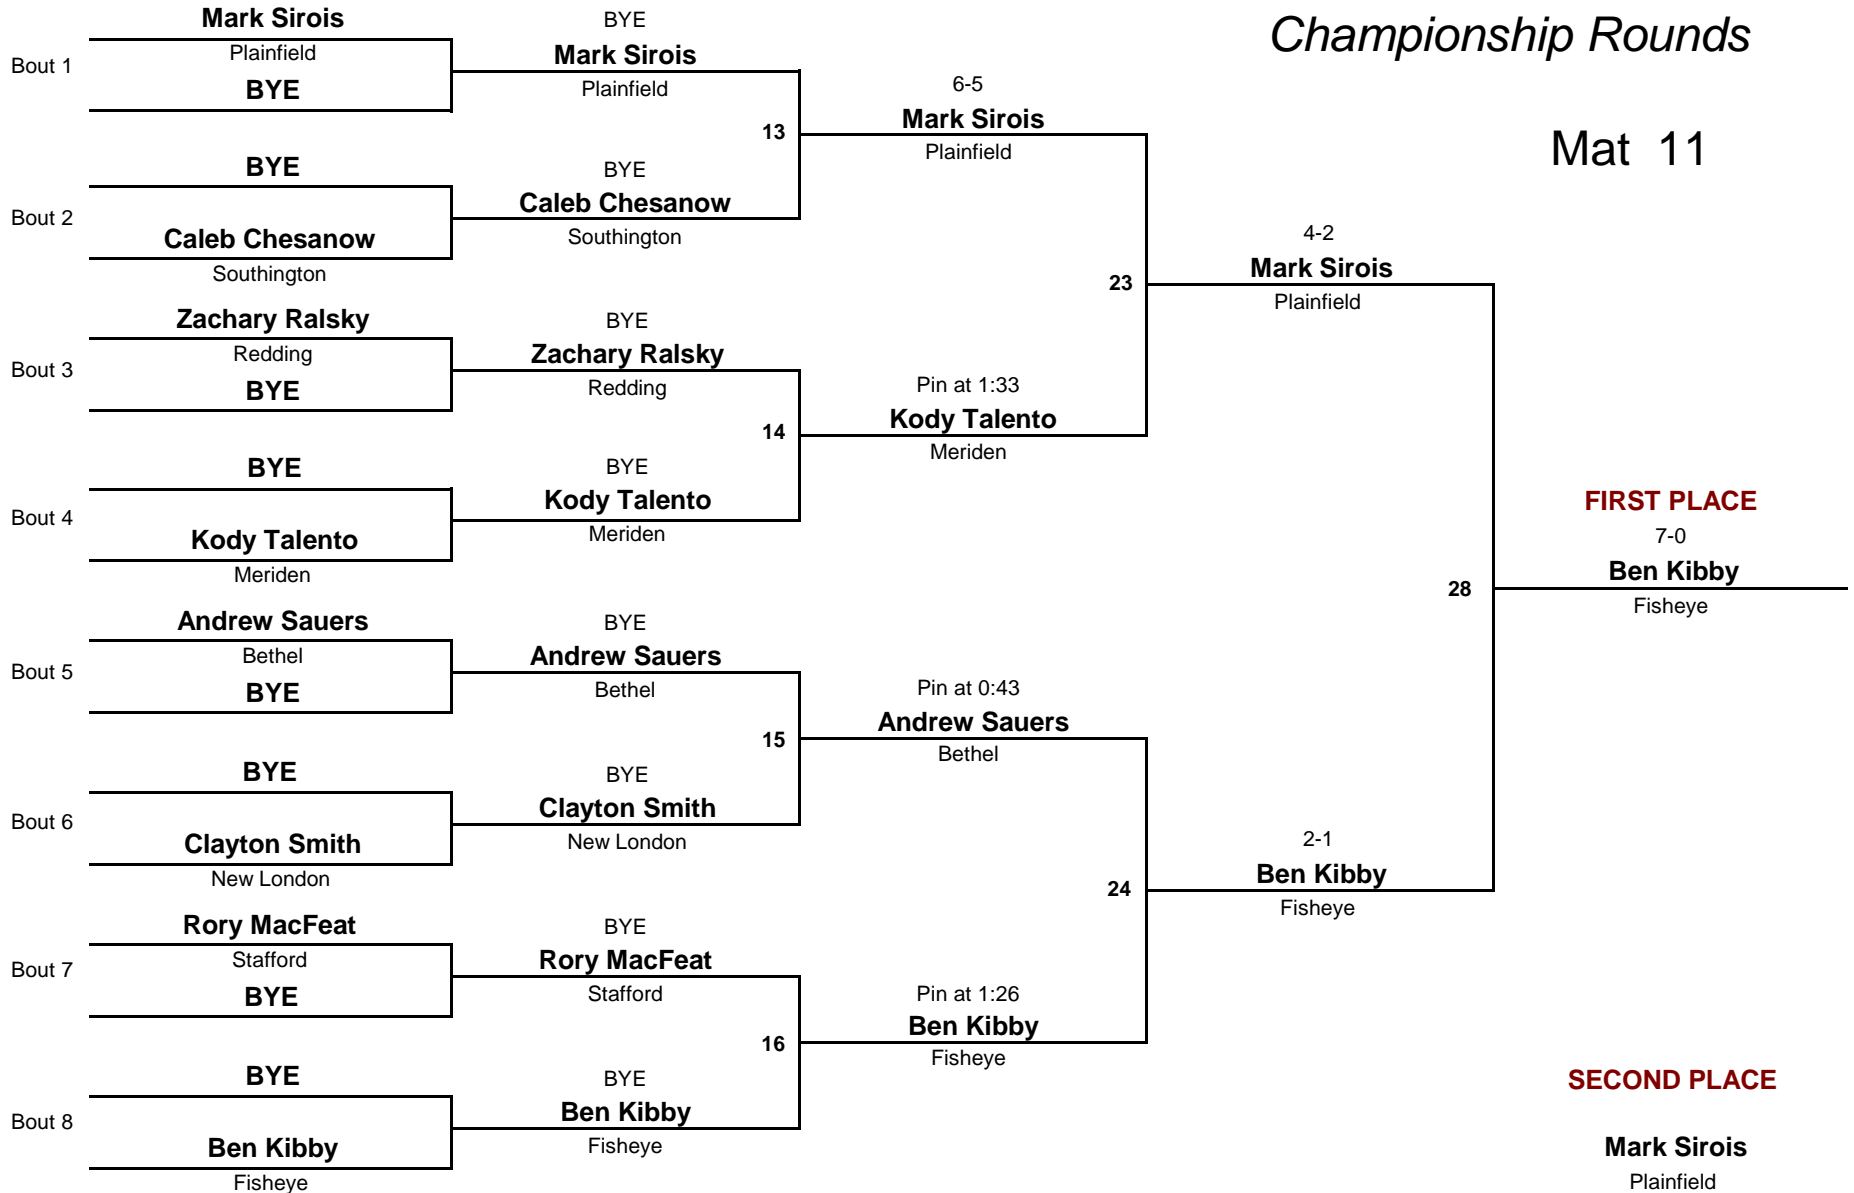 Championship Rounds
Mat 11
Bout 1
Mark Sirois
Plainfield
BYE
Bout 2
BYE
Caleb Chesanow
Southington
Bout 3
Zachary Ralsky
Redding
BYE
Bout 4
BYE
Kody Talento
Meriden
Bout 5
Andrew Sauers
Bethel
BYE
Bout 6
BYE
Clayton Smith
New London
Bout 7
Rory MacFeat
Stafford
BYE
Bout 8
BYE
Ben Kibby
Fisheye
BYE
Mark Sirois
Plainfield
13
BYE
Caleb Chesanow
Southington
BYE
Zachary Ralsky
Redding
14
BYE
Kody Talento
Meriden
BYE
Andrew Sauers
Bethel
15
BYE
Clayton Smith
New London
BYE
Rory MacFeat
Stafford
16
BYE
Ben Kibby
Fisheye
6-5
Mark Sirois
Plainfield
23
Pin at 1:33
Kody Talento
Meriden
Pin at 0:43
Andrew Sauers
Bethel
24
Pin at 1:26
Ben Kibby
Fisheye
4-2
Mark Sirois
Plainfield
28
2-1
Ben Kibby
Fisheye
FIRST PLACE
7-0
Ben Kibby
Fisheye
SECOND PLACE
Mark Sirois
Plainfield